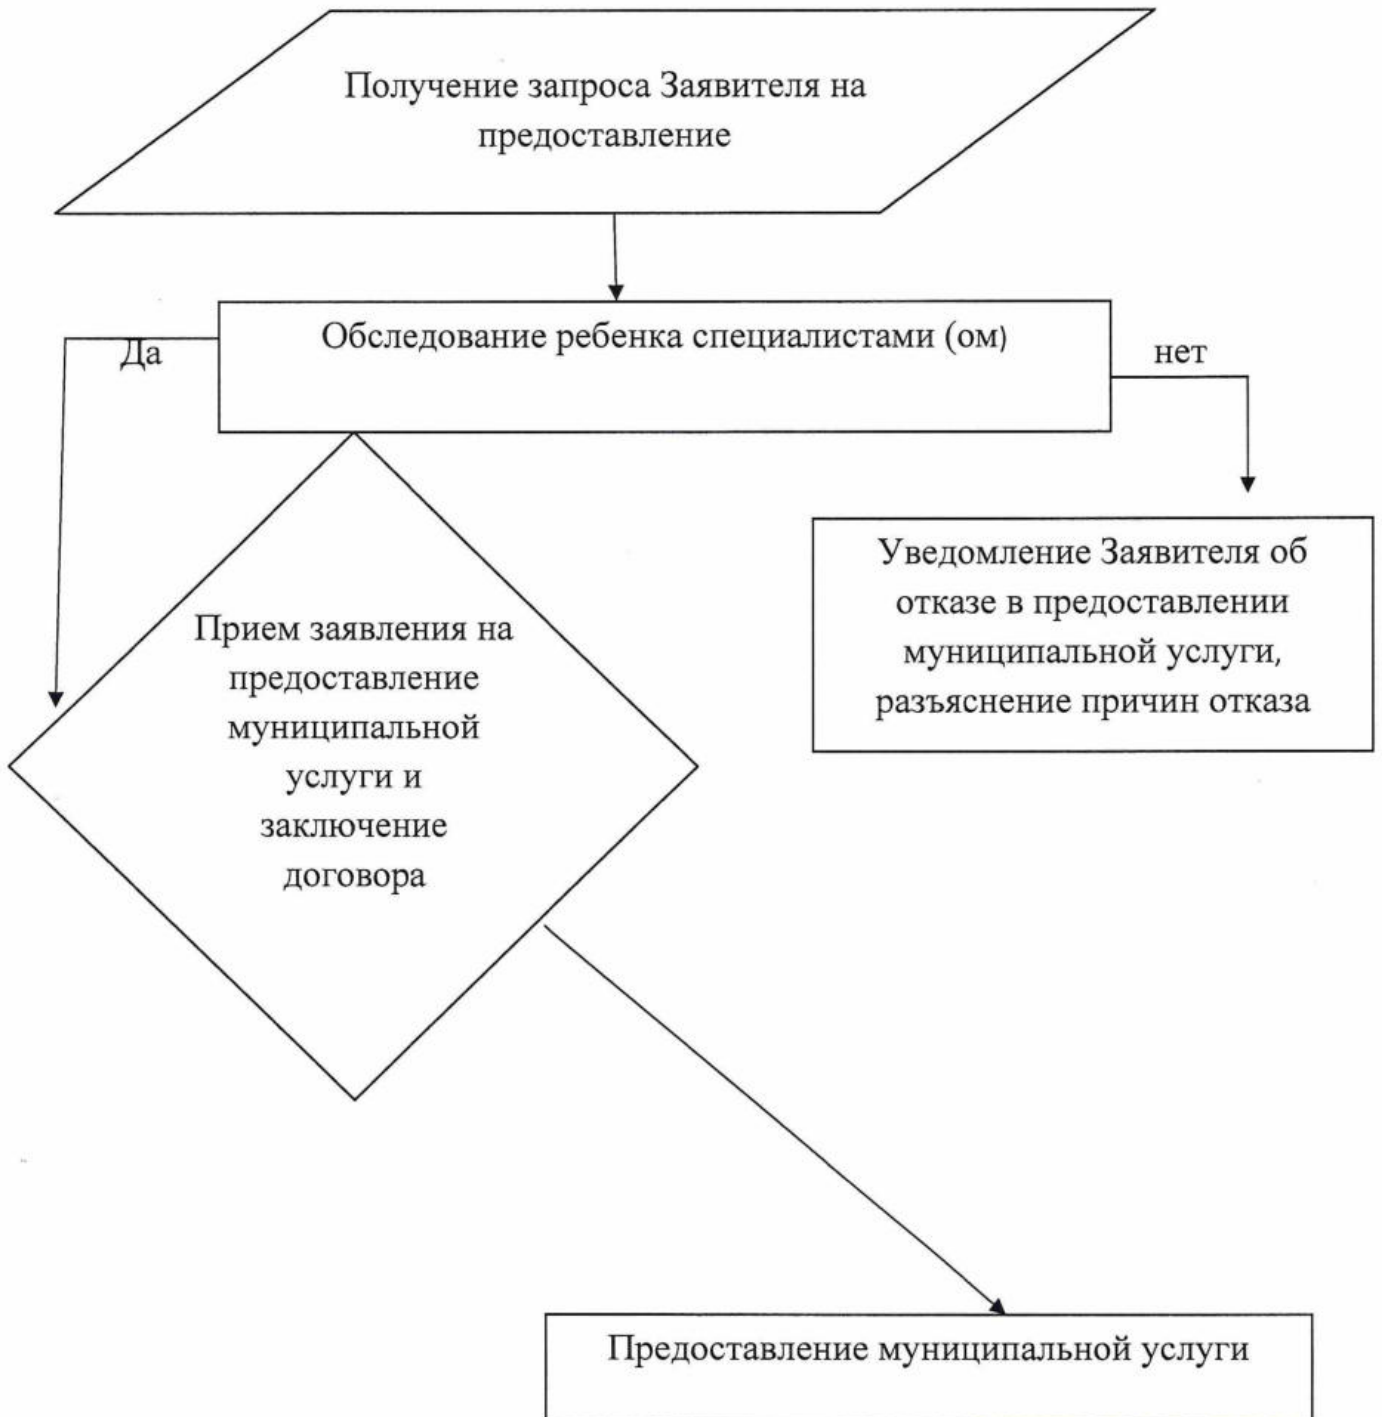 Получение запроса Заявителя на
предоставление
Обследование ребенка специалистами (ом)
Да
нет
Уведомление Заявителя об
отказе в предоставлении
муниципальной услуги,
разъяснение причин отказа
Прием заявления на
предоставление
муниципальной
услуги и
заключение
договора
Предоставление муниципальной услуги